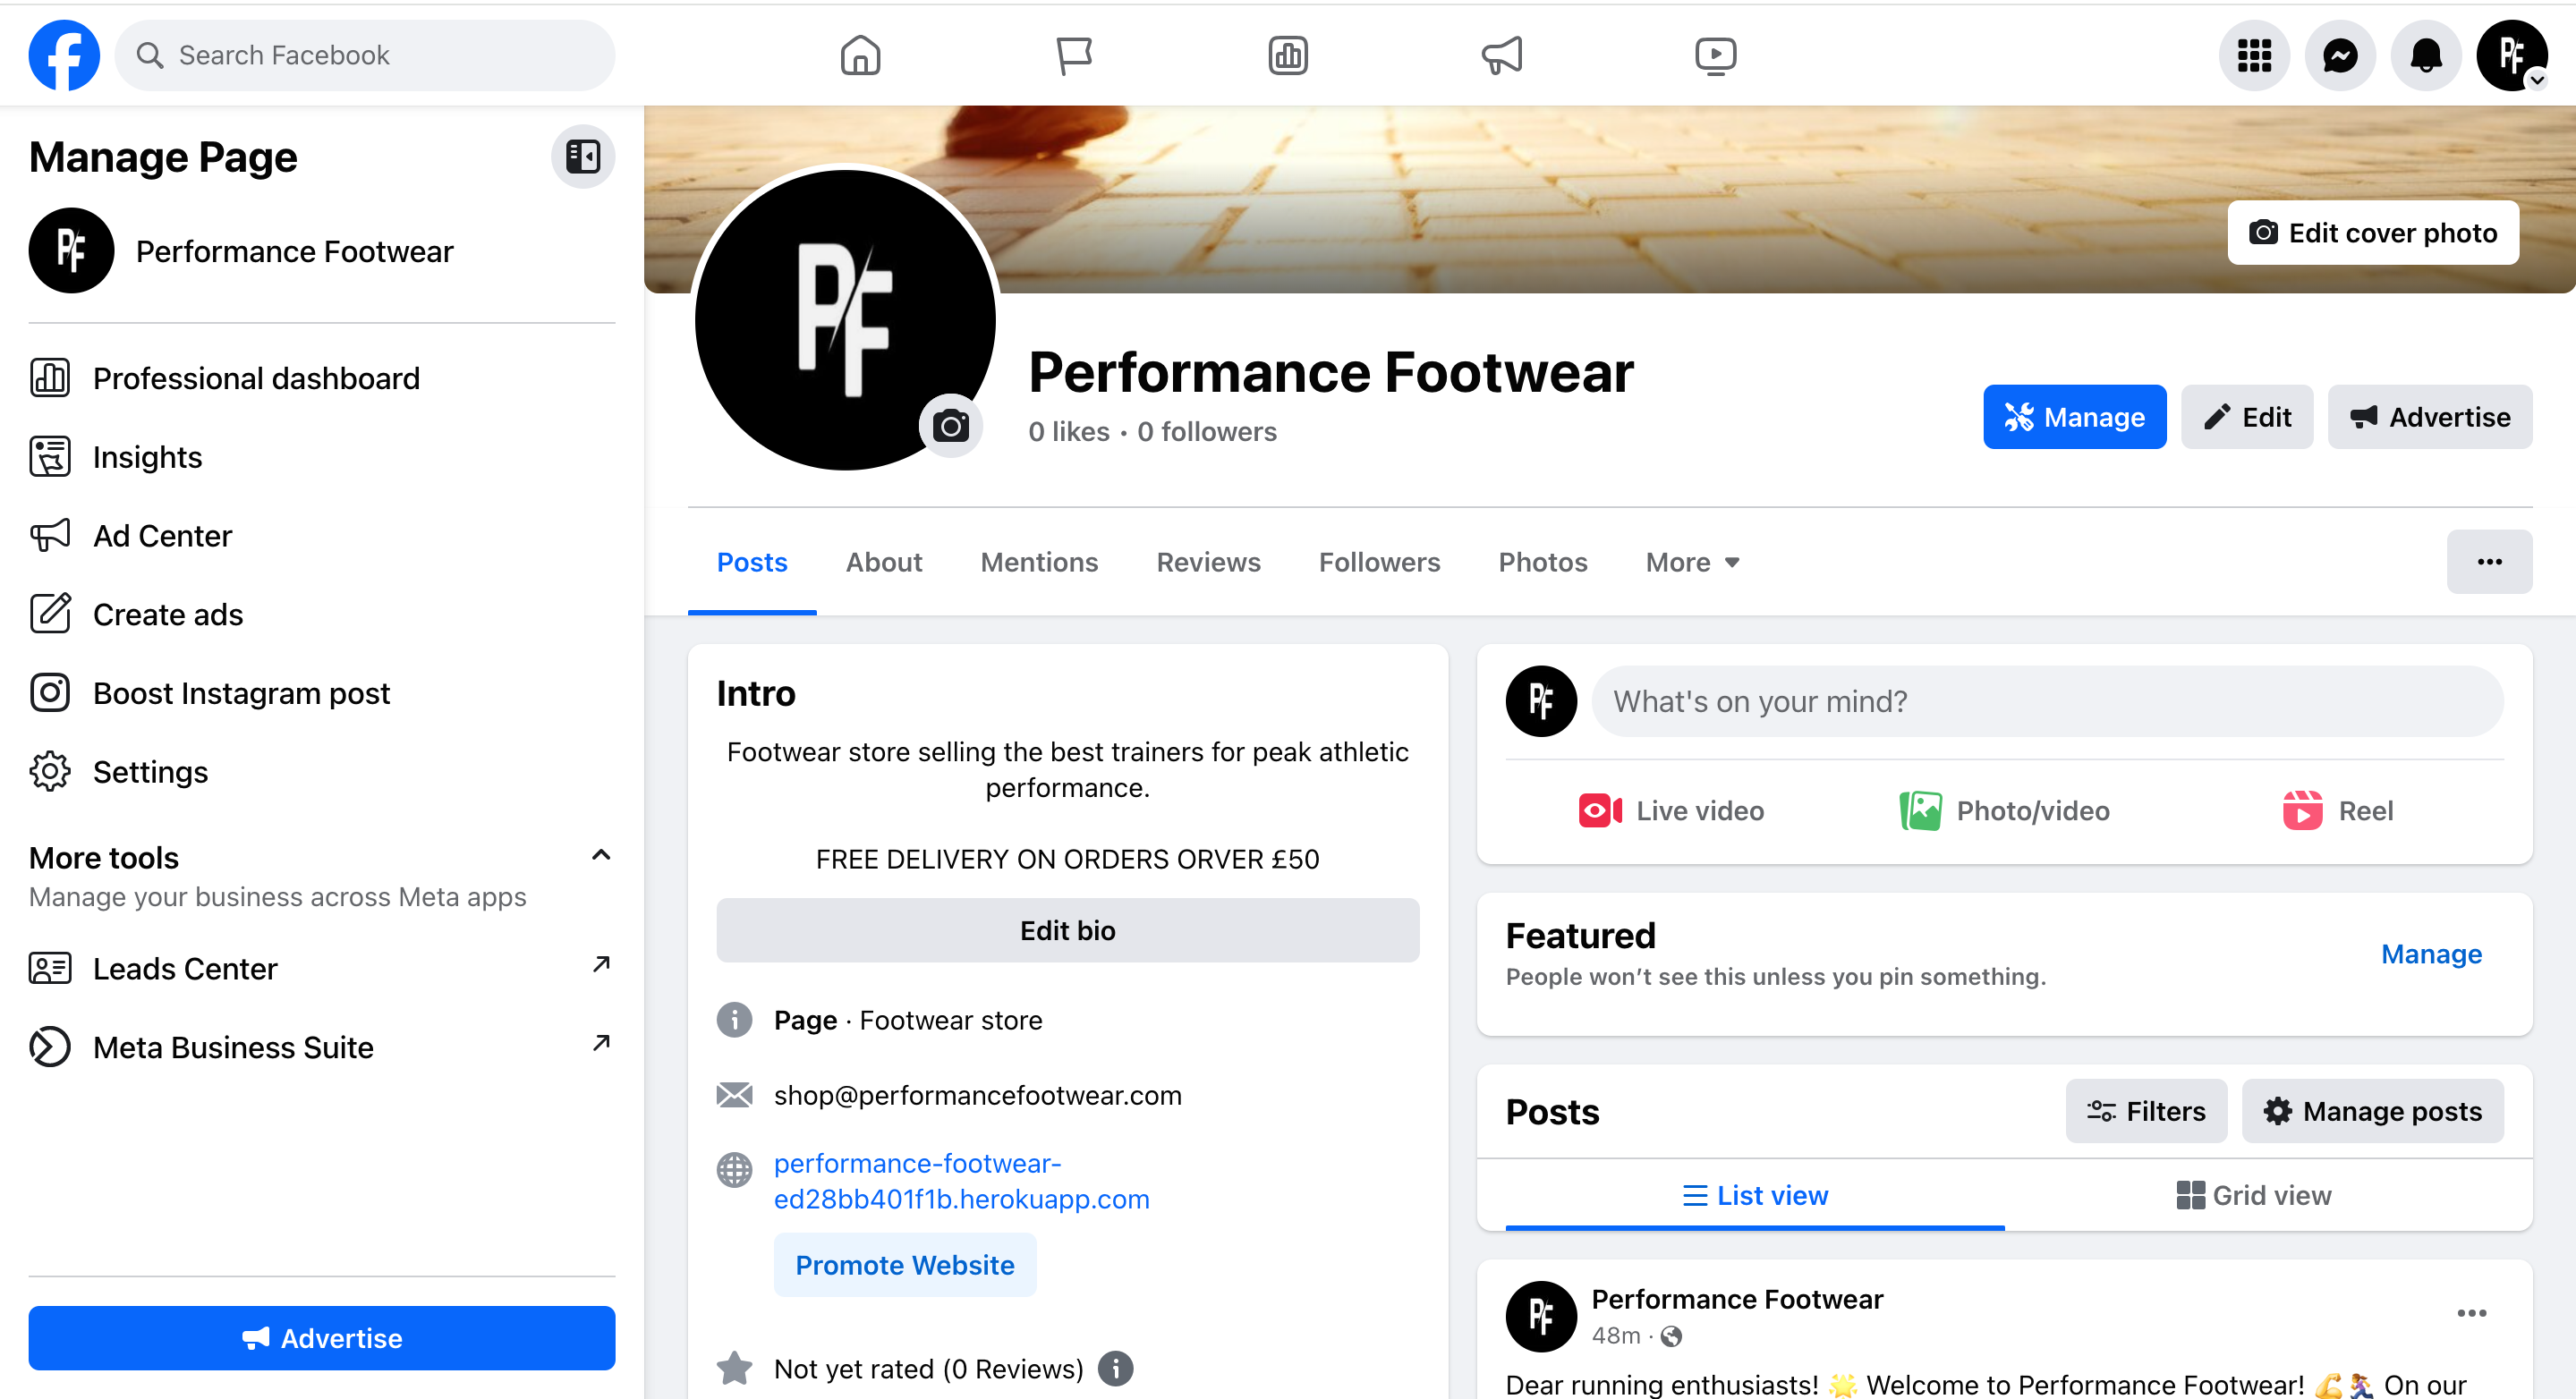 Search Facebook
Manage Page
PF
Performance Footwear
Professional dashboard
Insights
Ad Center
Create ads
Boost Instagram post
Settings
More tools
Manage your business across Meta apps
Leads Center
Meta Business Suite
Advertise
Edit cover photo
PF
Performance Footwear
0 likes · 0 followers
Manage
Edit
Advertise
Posts
About
Mentions
Reviews
Followers
Photos
More
Intro
Footwear store selling the best trainers for peak athletic
performance.
FREE DELIVERY ON ORDERS ORVER £50
Edit bio
Page · Footwear store
shop@performancefootwear.com
performance-footwear-
ed28bb401f1b.herokuapp.com
Promote Website
Not yet rated (0 Reviews)
PF
What's on your mind?
Live video
Photo/video
Reel
Featured
People won’t see this unless you pin something.
Manage
Posts
Filters
Manage posts
List view
Grid view
PF
Performance Footwear
48m ·
Dear running enthusiasts! 🌟 Welcome to Performance Footwear! 💪🏃‍♀️ On our